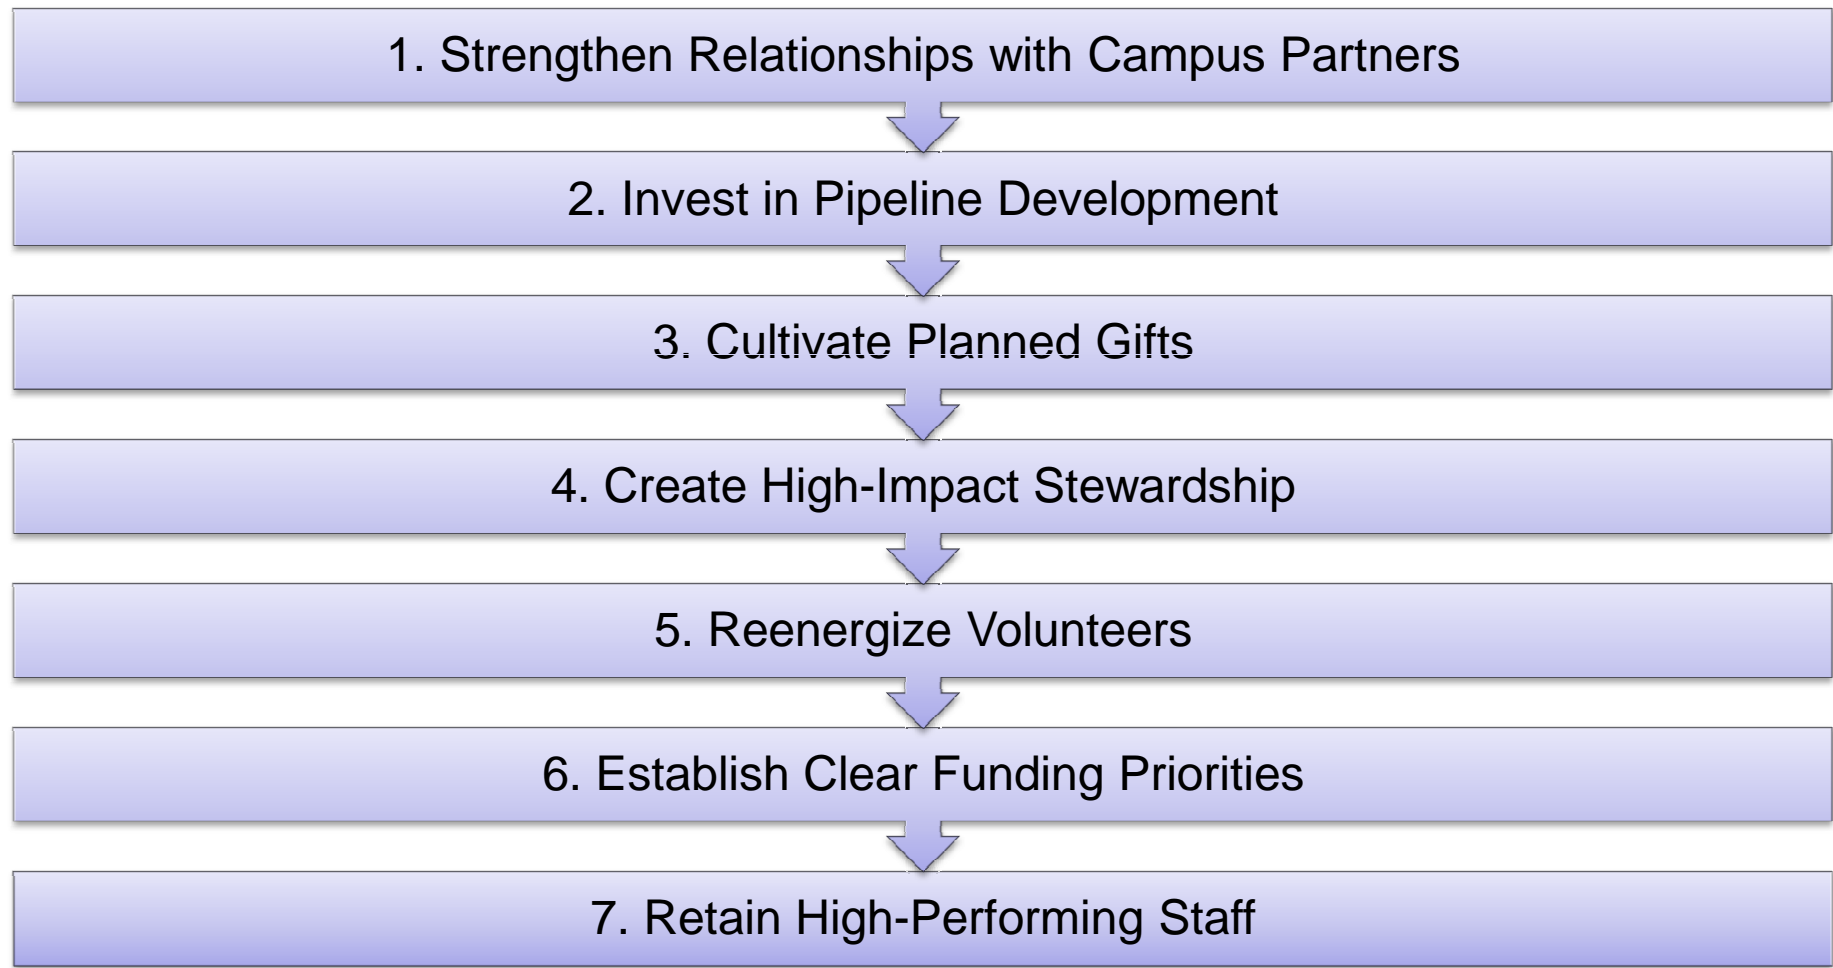 1. Strengthen Relationships with Campus Partners
2. Invest in Pipeline Development
3. Cultivate Planned Gifts
4. Create High-Impact Stewardship
5. Reenergize Volunteers
6. Establish Clear Funding Priorities
7. Retain High-Performing Staff